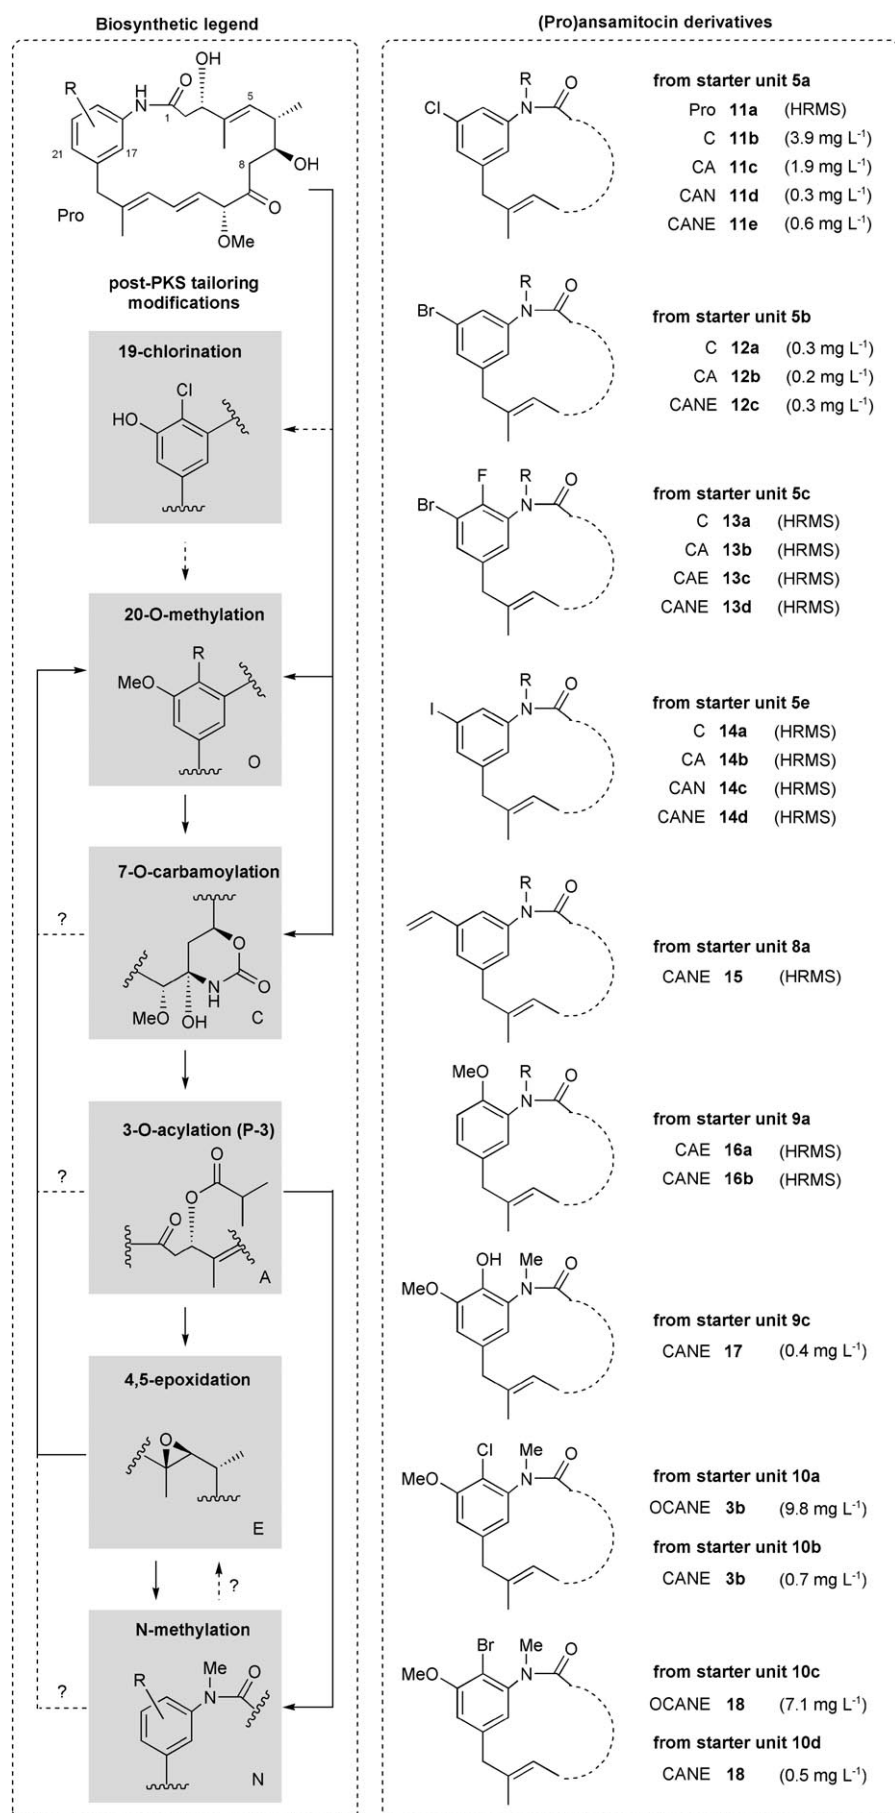 Biosynthetic legend
OH
R
H
N
O
1
5
21
17
8
OH
O
Pro
OMe
post-PKS tailoring
modifications
19-chlorination
Cl
HO
20-O-methylation
R
MeO
O
7-O-carbamoylation
?
O
N
H
O
MeO
OH
C
3-O-acylation (P-3)
?
O
O
O
A
4,5-epoxidation
O
E
?
N-methylation
?
R
Me
N
O
N
(Pro)ansamitocin derivatives
R
O
Cl
N
from starter unit 5a
Pro 11a (HRMS)
C 11b (3.9 mg L-1)
CA 11c (1.9 mg L-1)
CAN 11d (0.3 mg L-1)
CANE 11e (0.6 mg L-1)
R
O
Br
N
from starter unit 5b
C 12a (0.3 mg L-1)
CA 12b (0.2 mg L-1)
CANE 12c (0.3 mg L-1)
F
R
O
Br
N
from starter unit 5c
C 13a (HRMS)
CA 13b (HRMS)
CAE 13c (HRMS)
CANE 13d (HRMS)
R
O
I
N
from starter unit 5e
C 14a (HRMS)
CA 14b (HRMS)
CAN 14c (HRMS)
CANE 14d (HRMS)
R
O
N
from starter unit 8a
CANE 15 (HRMS)
MeO
R
O
N
from starter unit 9a
CAE 16a (HRMS)
CANE 16b (HRMS)
OH
Me
O
MeO
N
from starter unit 9c
CANE 17 (0.4 mg L-1)
Cl
Me
O
MeO
N
from starter unit 10a
OCANE 3b (9.8 mg L-1)
from starter unit 10b
CANE 3b (0.7 mg L-1)
Br
Me
O
MeO
N
from starter unit 10c
OCANE 18 (7.1 mg L-1)
from starter unit 10d
CANE 18 (0.5 mg L-1)